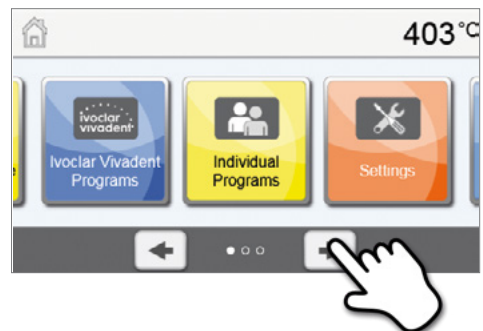 403°C
ivoclar
vivadent
Ivoclar Vivadent
Programs
Individual
Programs
Settings